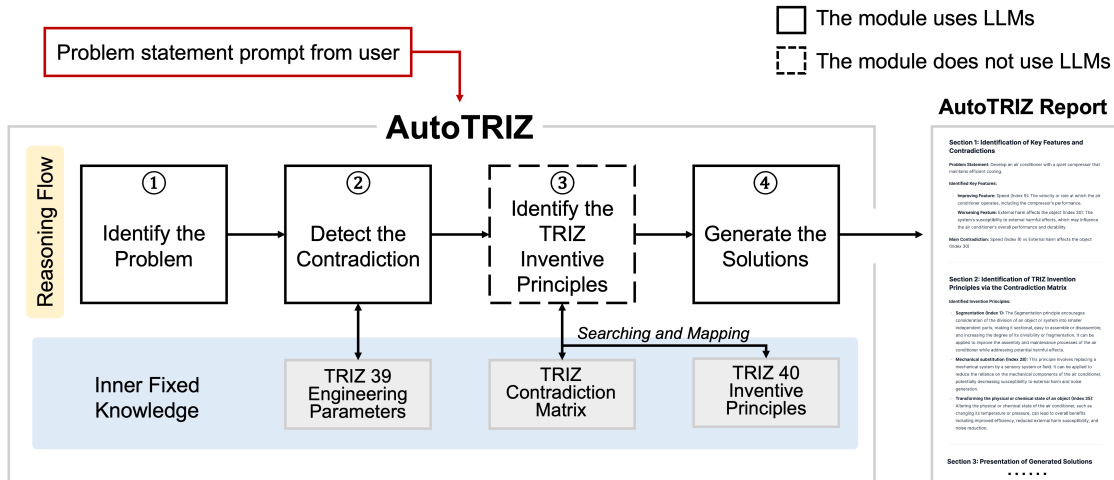 The module uses LLMs
Problem statement prompt from user
The module does not use LLMs
AutoTRIZ
AutoTRIZ Report
Reasoning Flow
①
Identify the
Problem
②
Detect the
Contradiction
③
Identify the
TRIZ
Inventive
Principles
④
Generate the
Solutions
Searching and Mapping
Inner Fixed
Knowledge
TRIZ 39
Engineering
Parameters
TRIZ
Contradiction
Matrix
TRIZ 40
Inventive
Principles
Section 1: Identification of Key Features and
Contradictions
Problem Statement: Develop an air conditioner with a quiet compressor that
maintains efficient cooling.
Identified Key Features:
Improving Feature: Speed (Index 9): The velocity or rate at which the air
conditioner operates, including the compressor's performance.
Worsening Feature: External harm affects the object (Index 30): The
system's susceptibility to external harmful effects, which may influence
the air conditioner's overall performance and durability.
Main Contradiction: Speed (Index 9) vs External harm affects the object
(Index 30)
Section 2: Identification of TRIZ Invention
Principles via the Contradiction Matrix
Identified Invention Principles:
Segmentation (Index 1): The Segmentation principle encourages
consideration of the division of an object or system into smaller
independent parts, making it sectional, easy to assemble or disassemble,
and increasing the degree of its divisibility or fragmentation. It can be
applied to improve the assembly and maintenance processes of the air
conditioner while addressing potential harmful effects.
Mechanical substitution (Index 28): This principle involves replacing a
mechanical system by a sensory system or field. It can be applied to
reduce the reliance on the mechanical components of the air conditioner,
potentially decreasing susceptibility to external harm and noise
generation.
Transforming the physical or chemical state of an object (Index 35):
Altering the physical or chemical state of the air conditioner, such as
changing its temperature or pressure, can lead to overall benefits
including improved efficiency, reduced external harm susceptibility, and
noise reduction.
Section 3: Presentation of Generated Solutions
. . . . . .